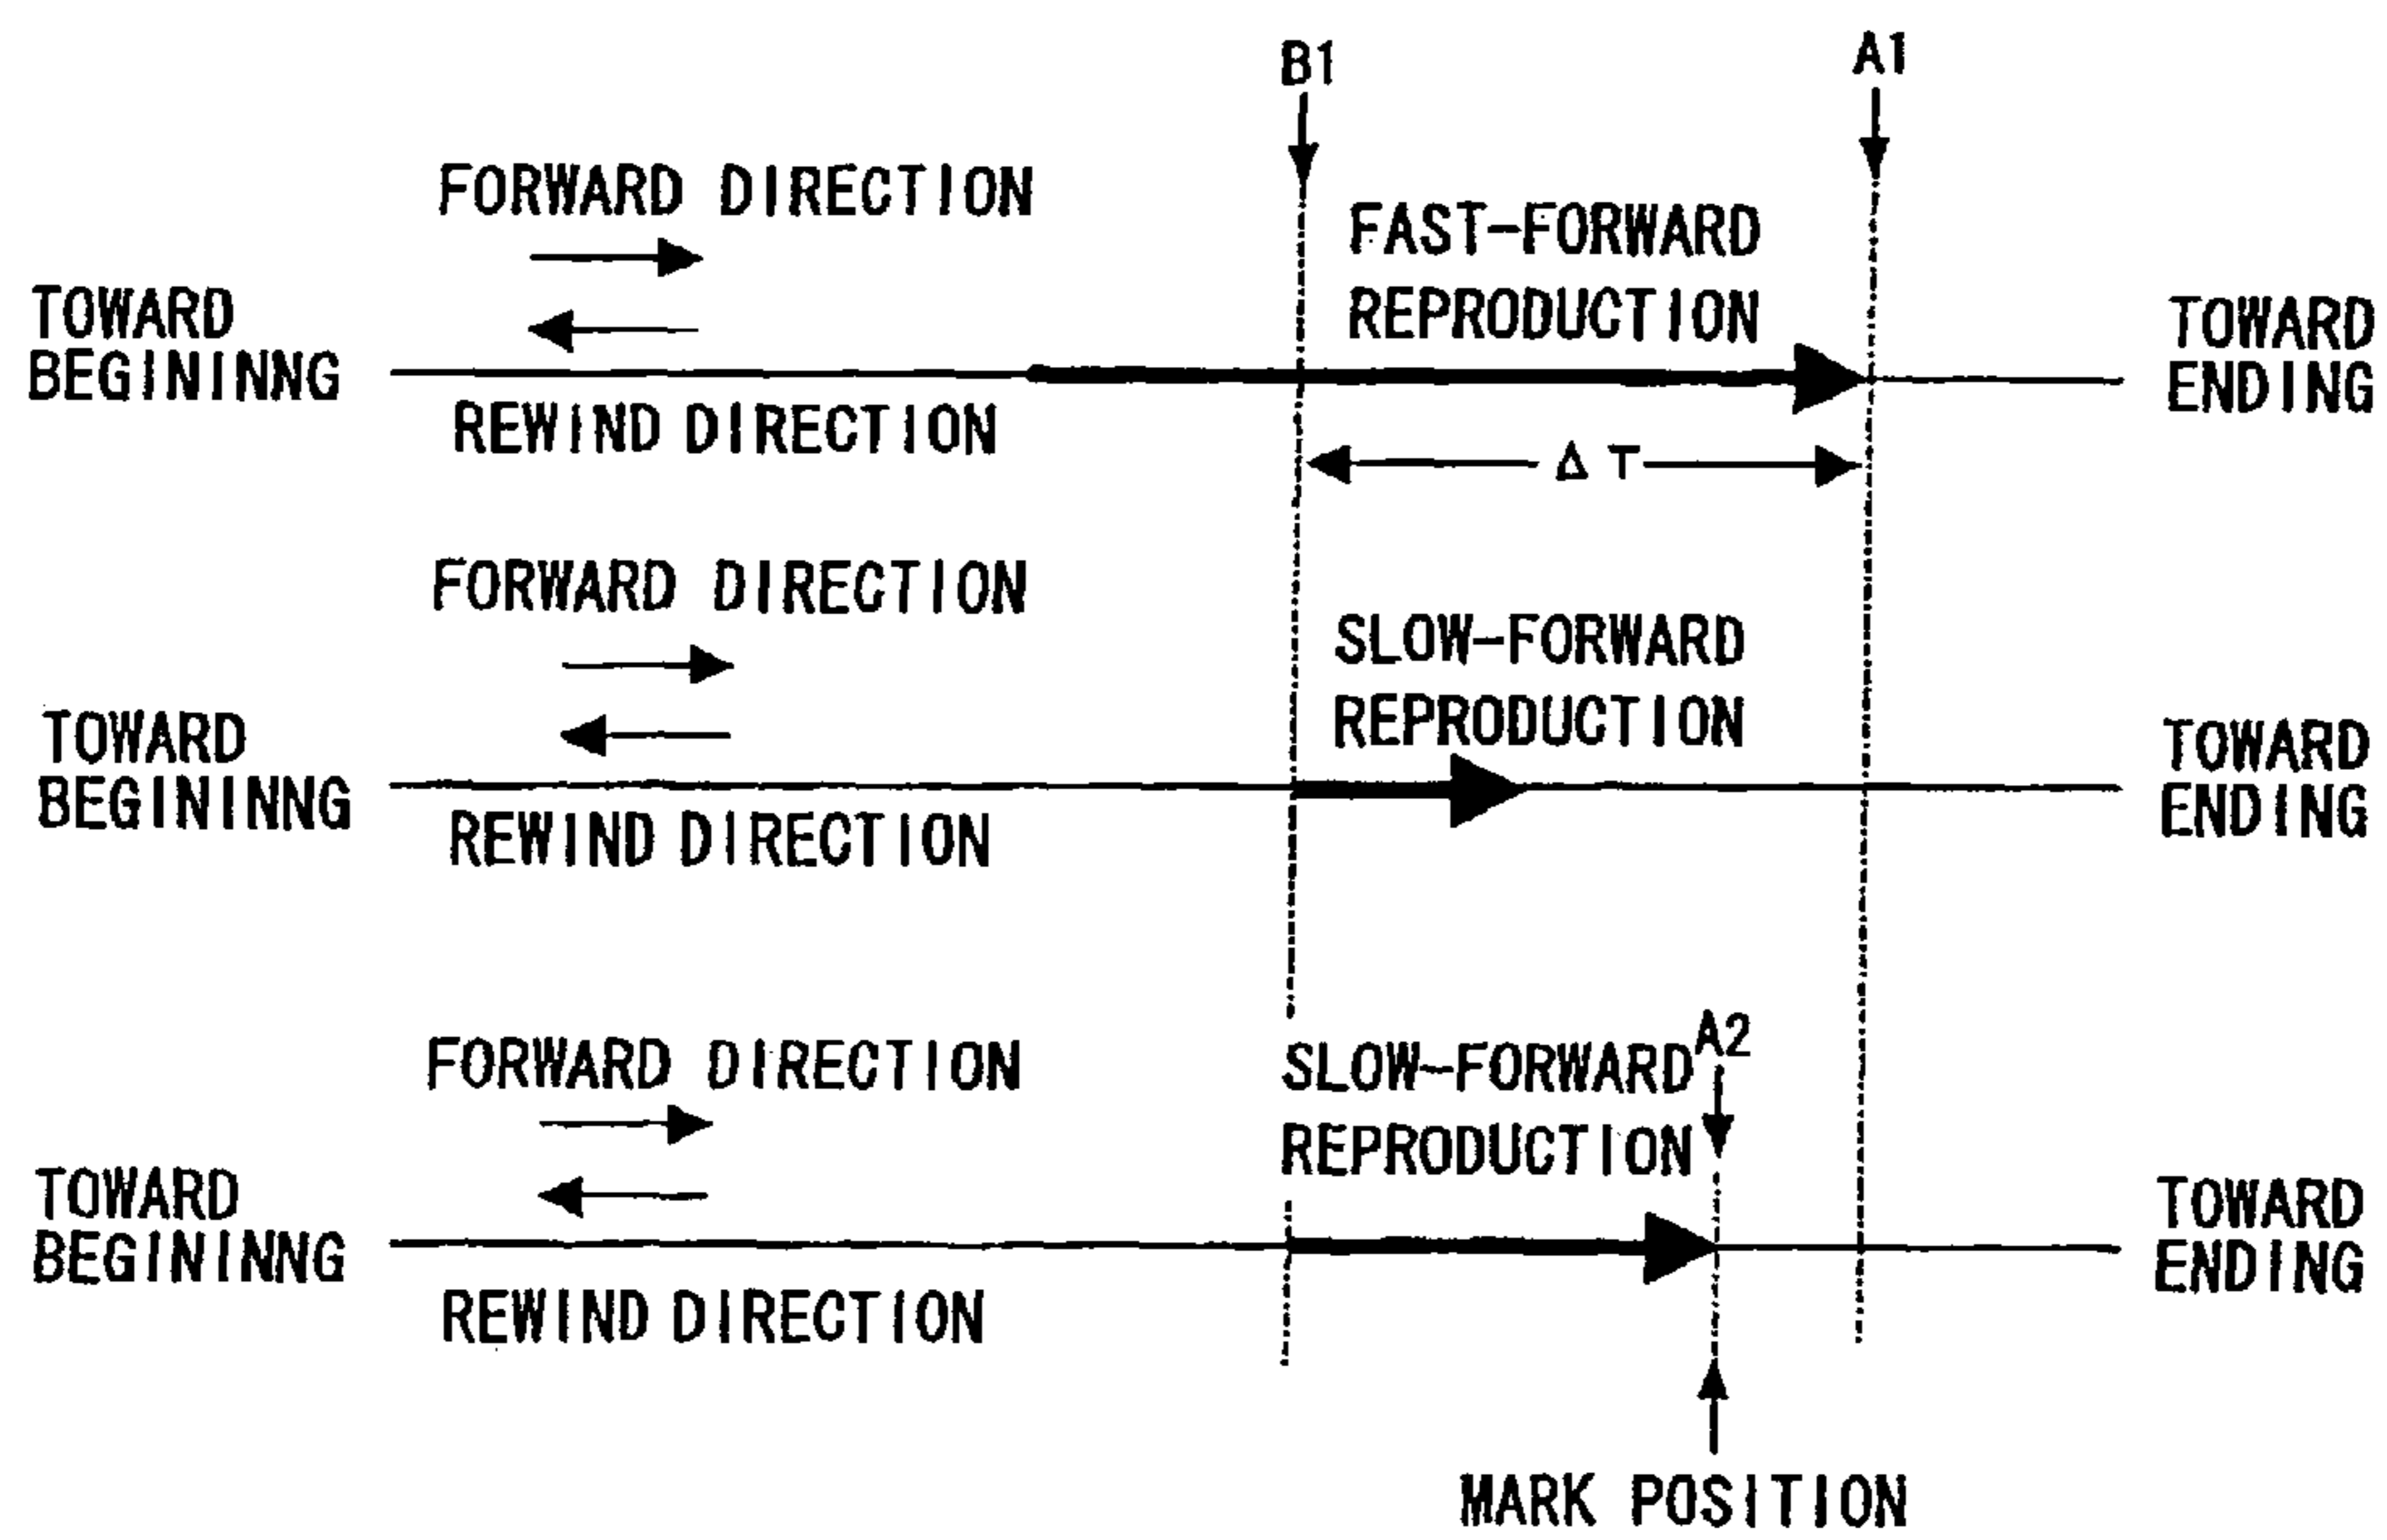 B1
A1
FORWARD DIRECTION
FAST-FORWARD
REPRODUCTION
TOWARD
BEGININNG
TOWARD
ENDING
REWIND DIRECTION
Δ T
FORWARD DIRECTION
SLOW-FORWARD
REPRODUCTION
TOWARD
BEGININNG
TOWARD
ENDING
REWIND DIRECTION
A2
FORWARD DIRECTION
SLOW-FORWARD
REPRODUCTION
TOWARD
BEGININNG
TOWARD
ENDING
REWIND DIRECTION
MARK POSITION